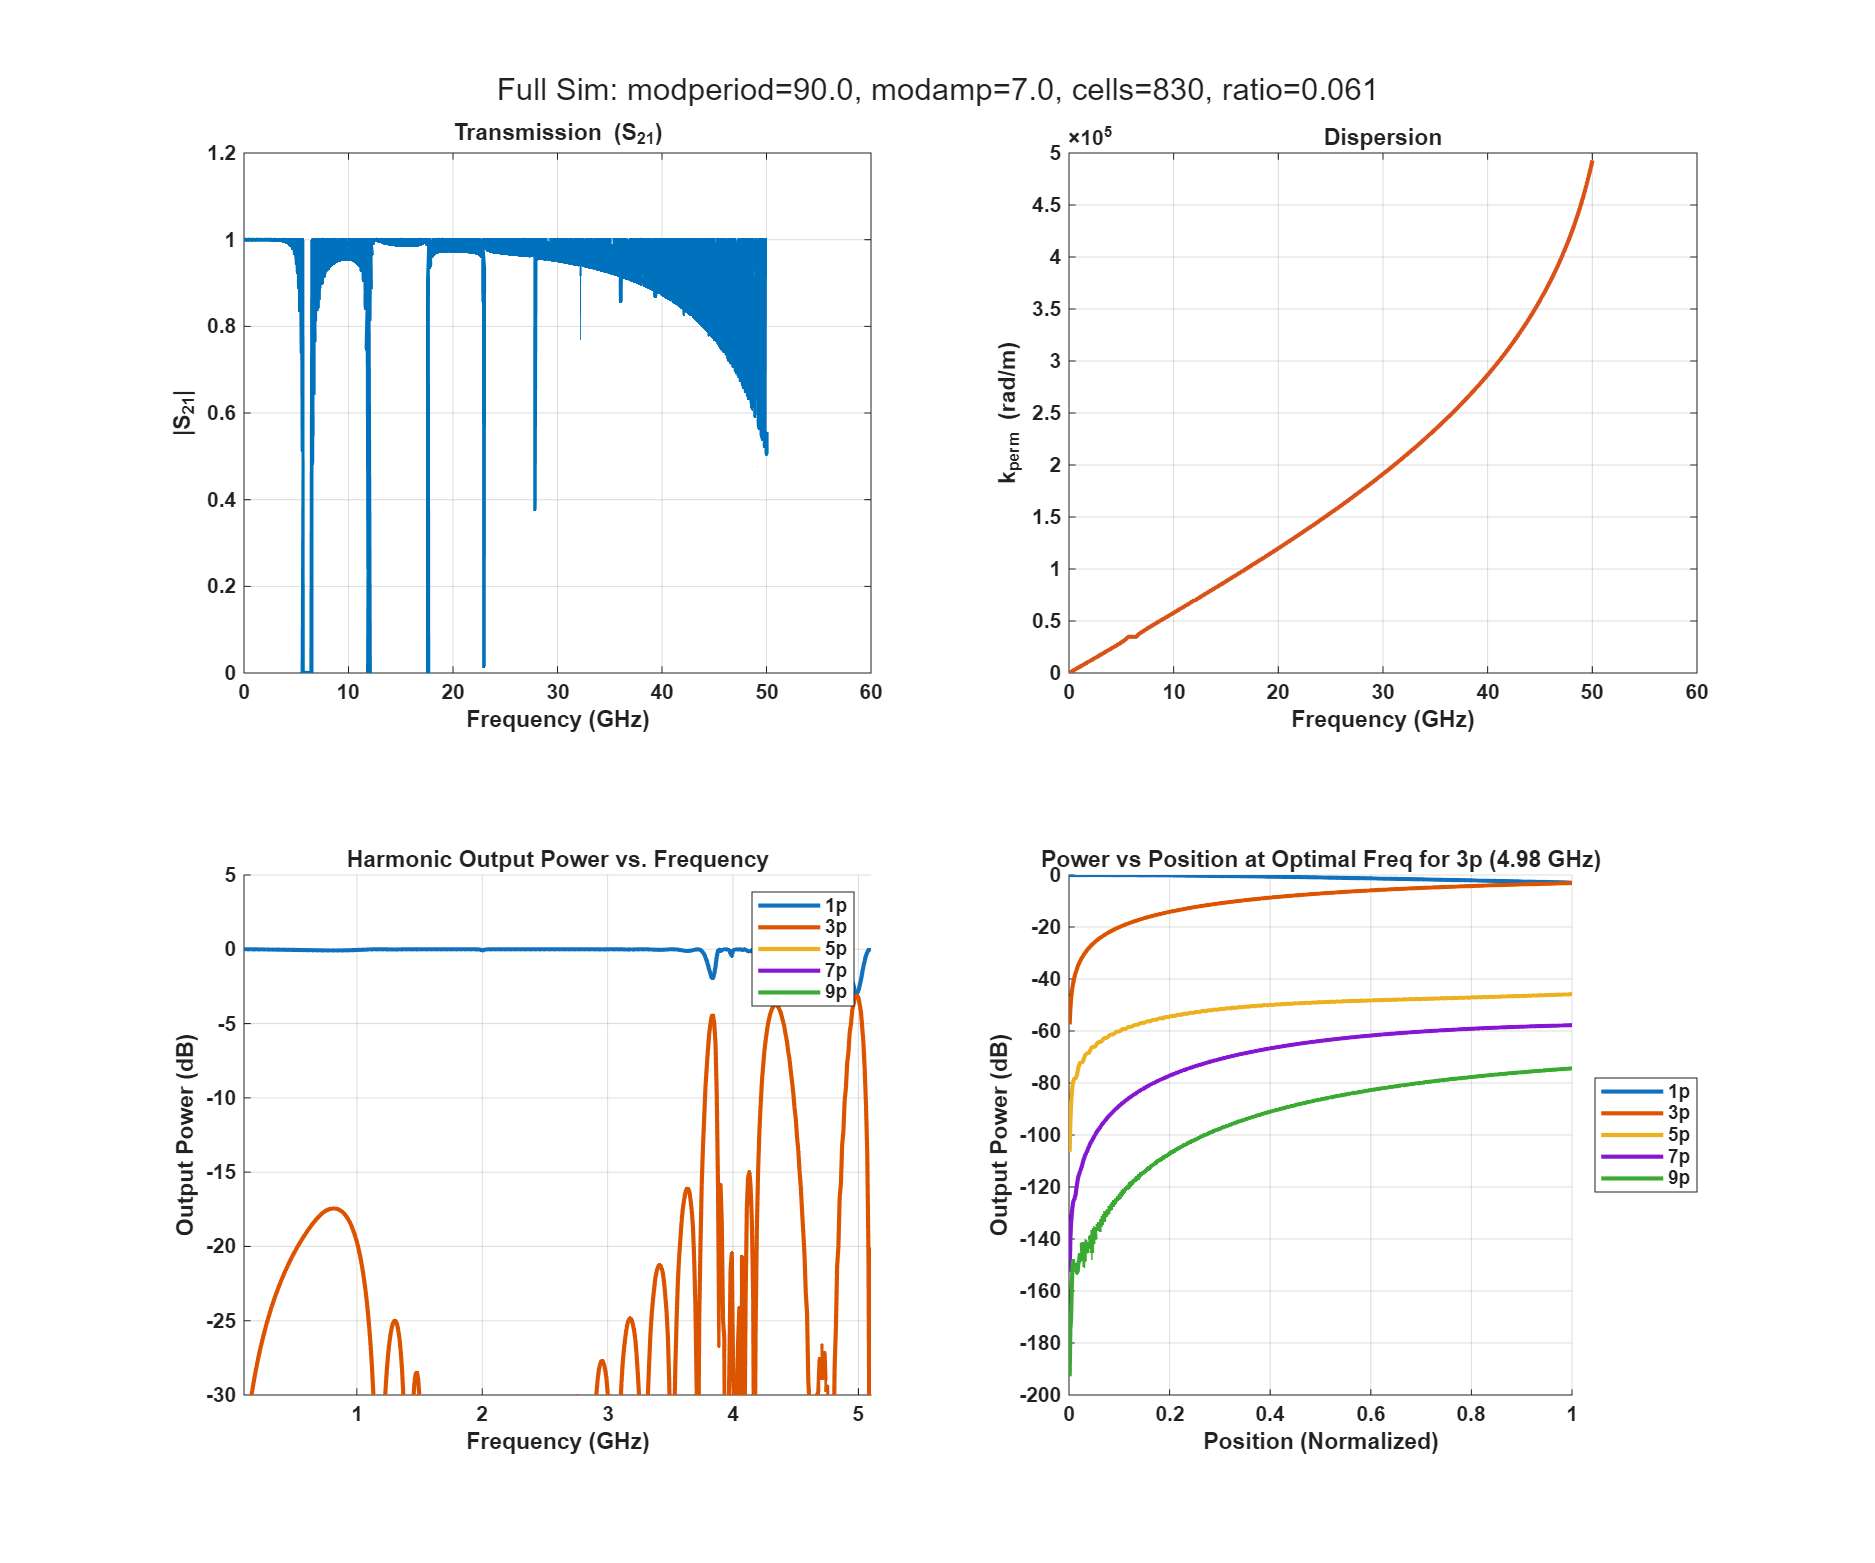 Full Sim: modperiod=90.0, modamp=7.0, cells=830, ratio=0.061
Transmission (S21)
1.2
1
0.8
0.6
0.4
0.2
0
|S21|
0 10 20 30 40 50 60
Frequency (GHz)
×10^5
Dispersion
5
4.5
4
3.5
3
2.5
2
1.5
1
0.5
0
kperm (rad/m)
0 10 20 30 40 50 60
Frequency (GHz)
Harmonic Output Power vs. Frequency
5
0
-5
-10
-15
-20
-25
-30
Output Power (dB)
1p
3p
5p
7p
9p
1 2 3 4 5
Frequency (GHz)
Power vs Position at Optimal Freq for 3p (4.98 GHz)
0
-20
-40
-60
-80
-100
-120
-140
-160
-180
-200
Output Power (dB)
0 0.2 0.4 0.6 0.8 1
Position (Normalized)
1p
3p
5p
7p
9p